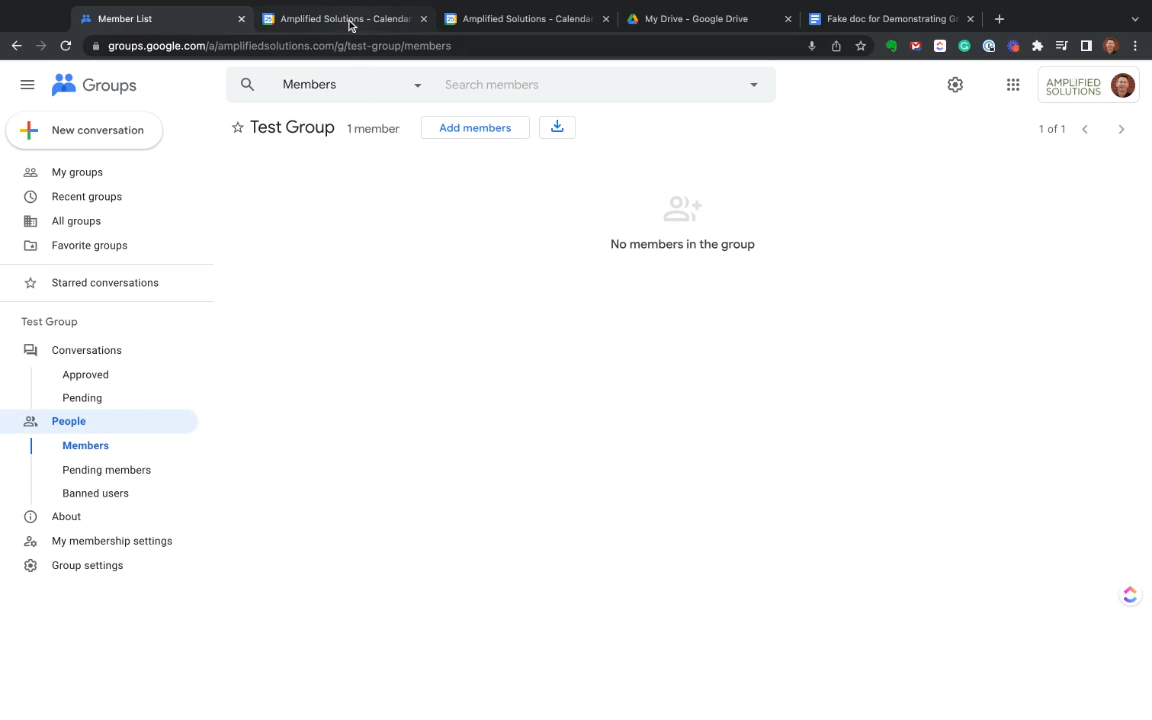 Member List
Amplified Solutions - Calendar
Amplified Solutions - Calendar
My Drive - Google Drive
Fake doc for Demonstrating G
groups.google.com/a/amplifiedsolutions.com/g/test-group/members
Groups
Members
Search members
AMPLIFIED
SOLUTIONS
New conversation
Test Group
1 member
Add members
1 of 1
My groups
Recent groups
All groups
Favorite groups
No members in the group
Starred conversations
Test Group
Conversations
Approved
Pending
People
Members
Pending members
Banned users
About
My membership settings
Group settings